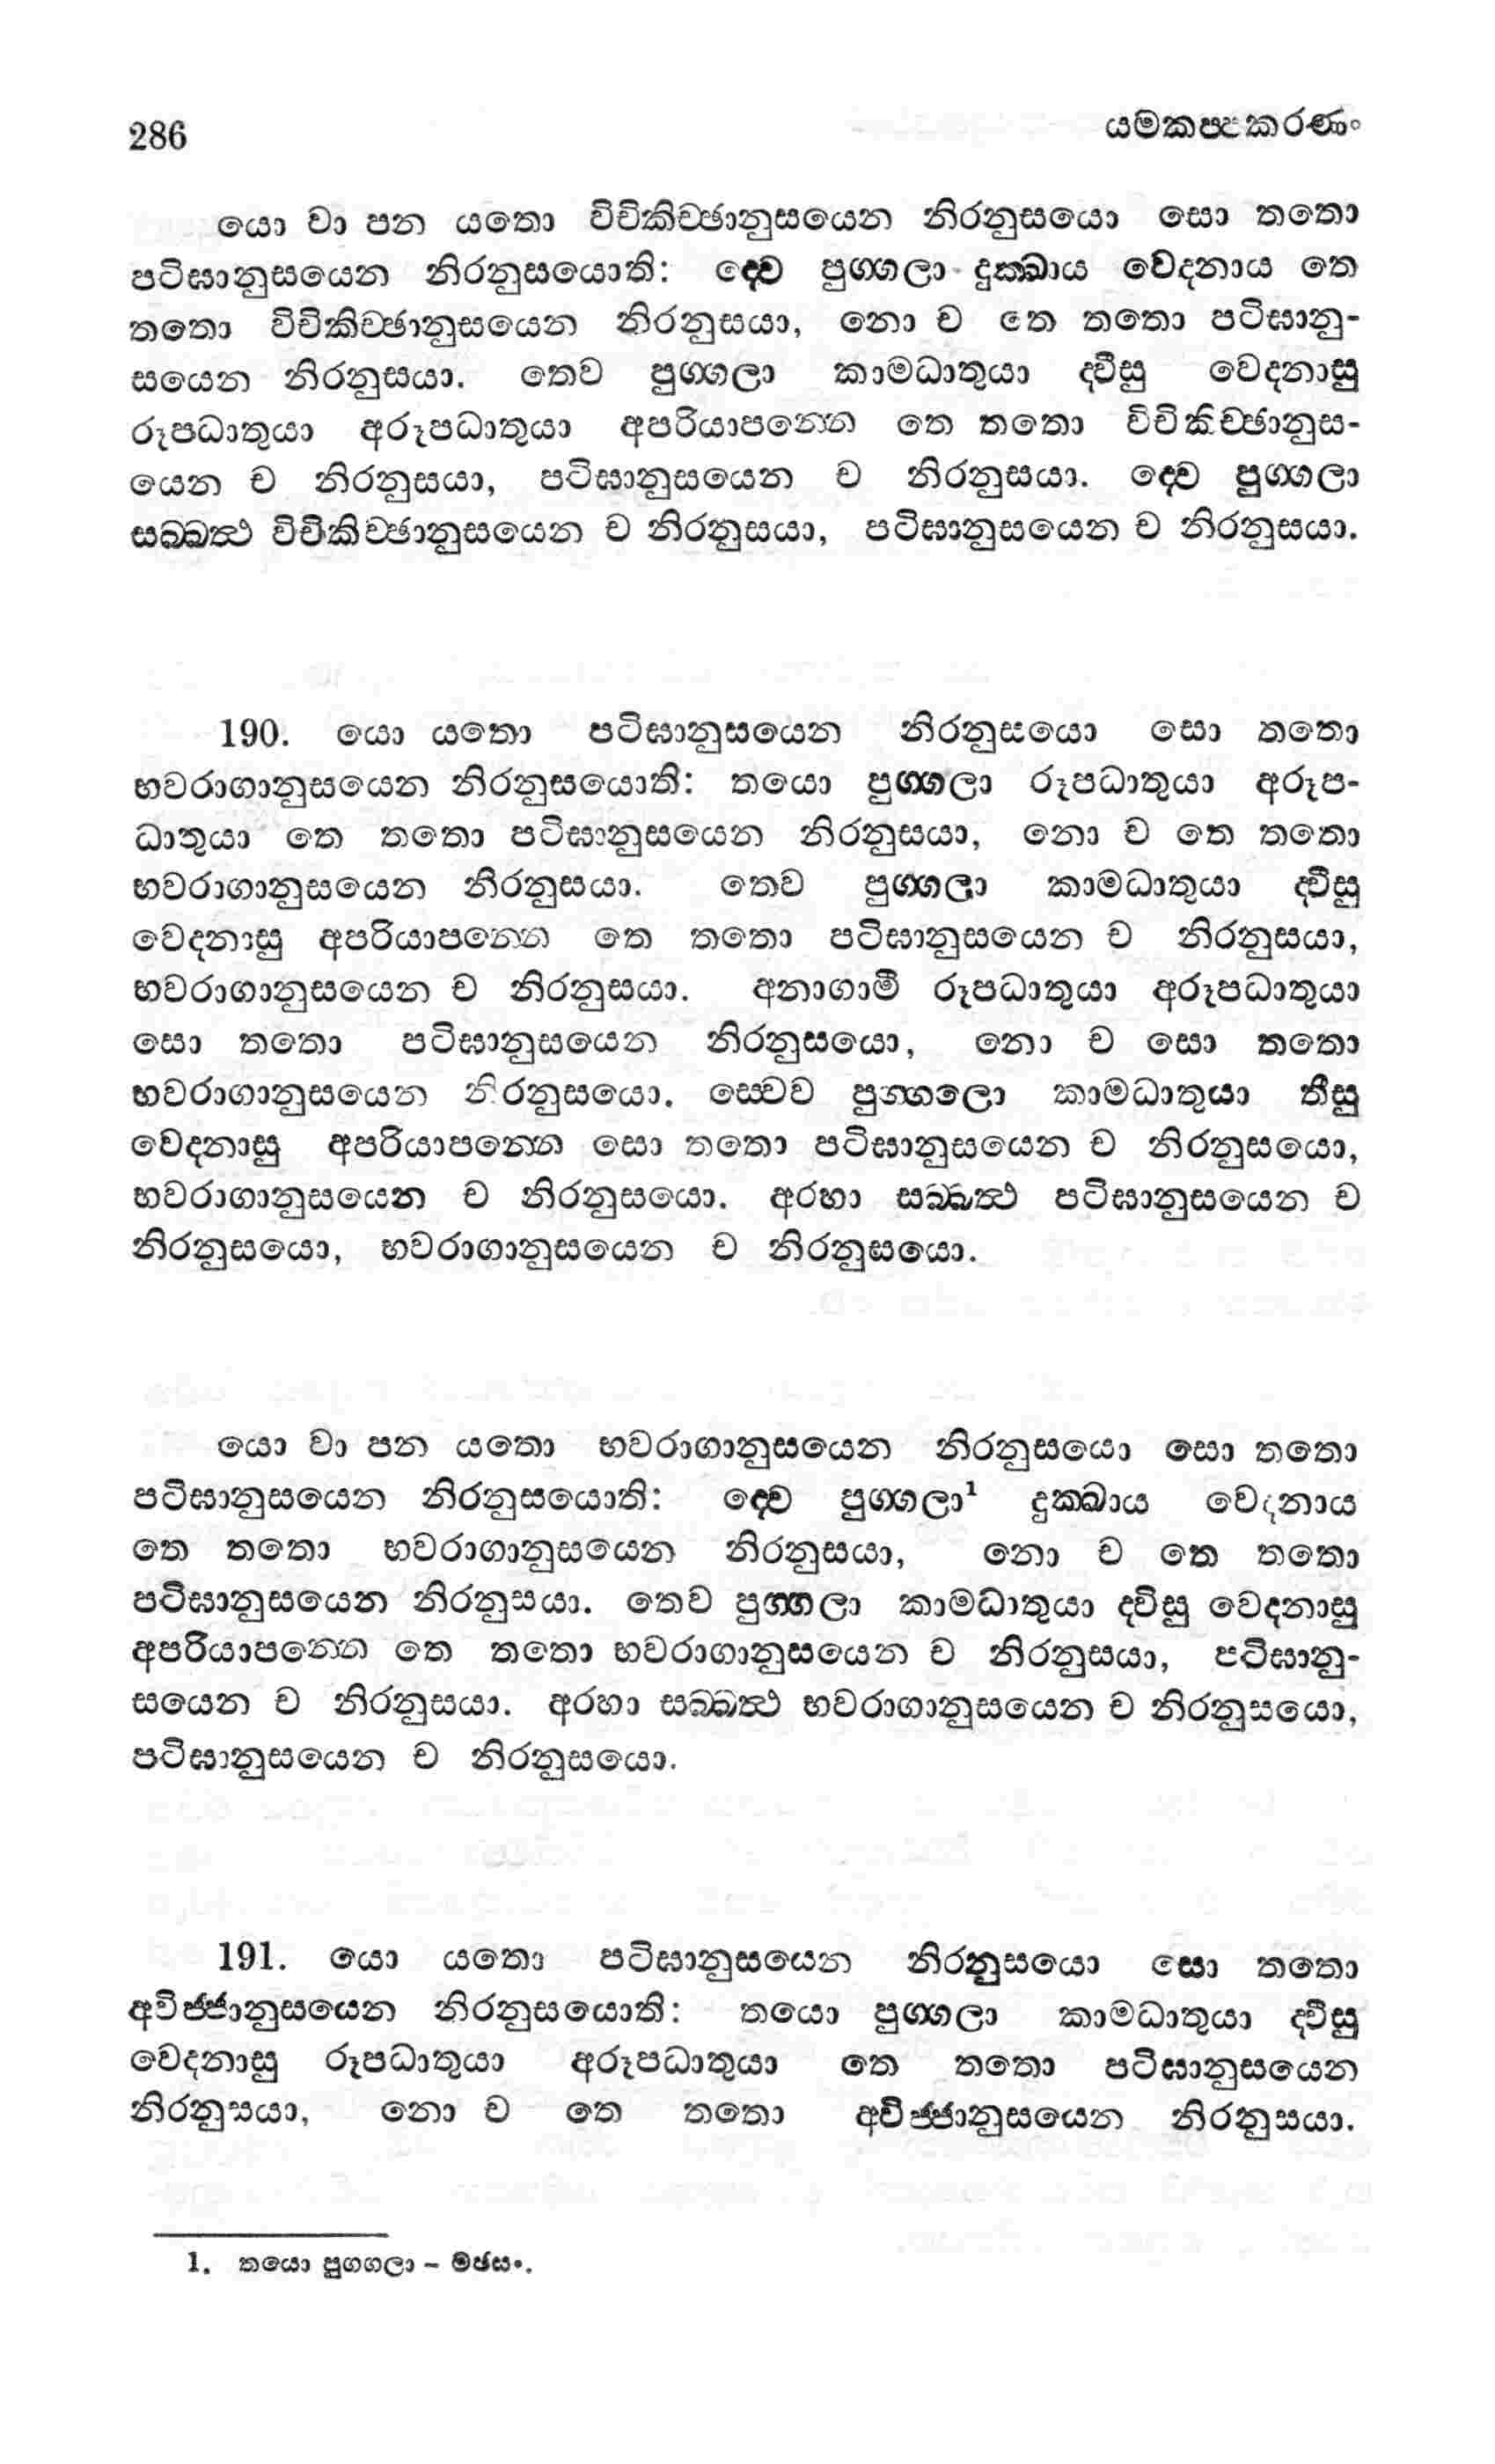 286
යමකප්පකරණං
යො වා පන යතො විචිකිච්ඡානුසයෙන නිරනුසයො සො තතො
පටිඝානුසයෙන නිරනුසයොති: ද්වෙ පුග්ගලා දුක්ඛාය වෙදනාය තෙ
තතො විචිකිච්ඡානුසයෙන නිරනුසයා, නො ච තෙ තතො පටිඝානු-
සයෙන නිරනුසයා. තෙව පුග්ගලා කාමධාතුයා ද්වීසු වෙදනාසු
රූපධාතුයා අරූපධාතුයා අපරියාපන්නෙ තෙ තතො විචිකිච්ඡානුස-
යෙන ච නිරනුසයා, පටිඝානුසයෙන ච නිරනුසයා. ද්වෙ පුග්ගලා
සබ්බත්ථ විචිකිච්ඡානුසයෙන ච නිරනුසයා, පටිඝානුසයෙන ච නිරනුසයා.
190. යො යතො පටිඝානුසයෙන නිරනුසයො සො තතො
භවරාගානුසයෙන නිරනුසයොති: තයො පුග්ගලා රූපධාතුයා අරූප-
ධාතුයා තෙ තතො පටිඝානුසයෙන නිරනුසයා, නො ච තෙ තතො
භවරාගානුසයෙන නිරනුසයා. තෙව පුග්ගලා කාමධාතුයා ද්වීසු
වෙදනාසු අපරියාපන්නෙ තෙ තතො පටිඝානුසයෙන ච නිරනුසයා,
භවරාගානුසයෙන ච නිරනුසයා. අනාගාමී රූපධාතුයා අරූපධාතුයා
සො තතො පටිඝානුසයෙන නිරනුසයො, නො ච සො තතො
භවරාගානුසයෙන නිරනුසයො. ස්වෙව පුග්ගලො කාමධාතුයා තීසු
වෙදනාසු අපරියාපන්නෙ සො තතො පටිඝානුසයෙන ච නිරනුසයො,
භවරාගානුසයෙන ච නිරනුසයො. අරහා සබ්බත්ථ පටිඝානුසයෙන ච
නිරනුසයො, භවරාගානුසයෙන ච නිරනුසයො.
යො වා පන යතො භවරාගානුසයෙන නිරනුසයො සො තතො
පටිඝානුසයෙන නිරනුසයොති: ද්වෙ පුග්ගලා¹ දුක්ඛාය වෙදනාය
තෙ තතො භවරාගානුසයෙන නිරනුසයා, නො ච තෙ තතො
පටිඝානුසයෙන නිරනුසයා. තෙව පුග්ගලා කාමධාතුයා ද්විසු වෙදනාසු
අපරියාපන්නෙ තෙ තතො භවරාගානුසයෙන ච නිරනුසයා, පටිඝානු-
සයෙන ච නිරනුසයා. අරහා සබ්බත්ථ භවරාගානුසයෙන ච නිරනුසයො,
පටිඝානුසයෙන ච නිරනුසයො.
191. යො යතො පටිඝානුසයෙන නිරනුසයො සො තතො
අවිජ්ජානුසයෙන නිරනුසයොති: තයො පුග්ගලා කාමධාතුයා ද්වීසු
වෙදනාසු රූපධාතුයා අරූපධාතුයා තෙ තතො පටිඝානුසයෙන
නිරනුසයා, නො ච තෙ තතො අවිජ්ජානුසයෙන නිරනුසයා.
1. තයො පුගගලා – මඡසං.